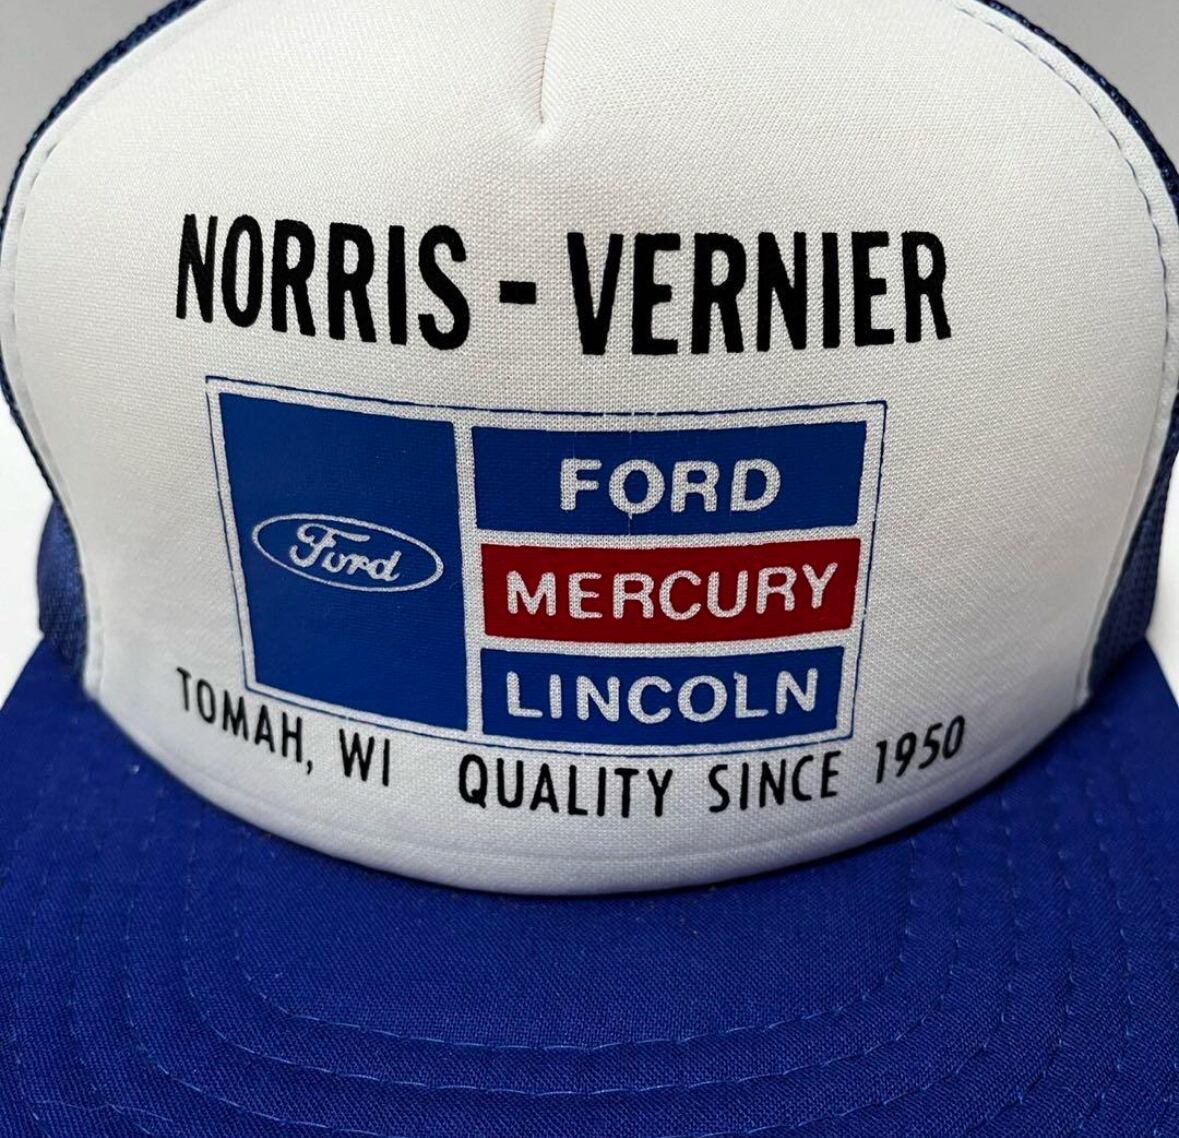 NORRIS - VERNIER
Ford
FORD
MERCURY
LINCOLN
TOMAH, WI QUALITY SINCE 1950